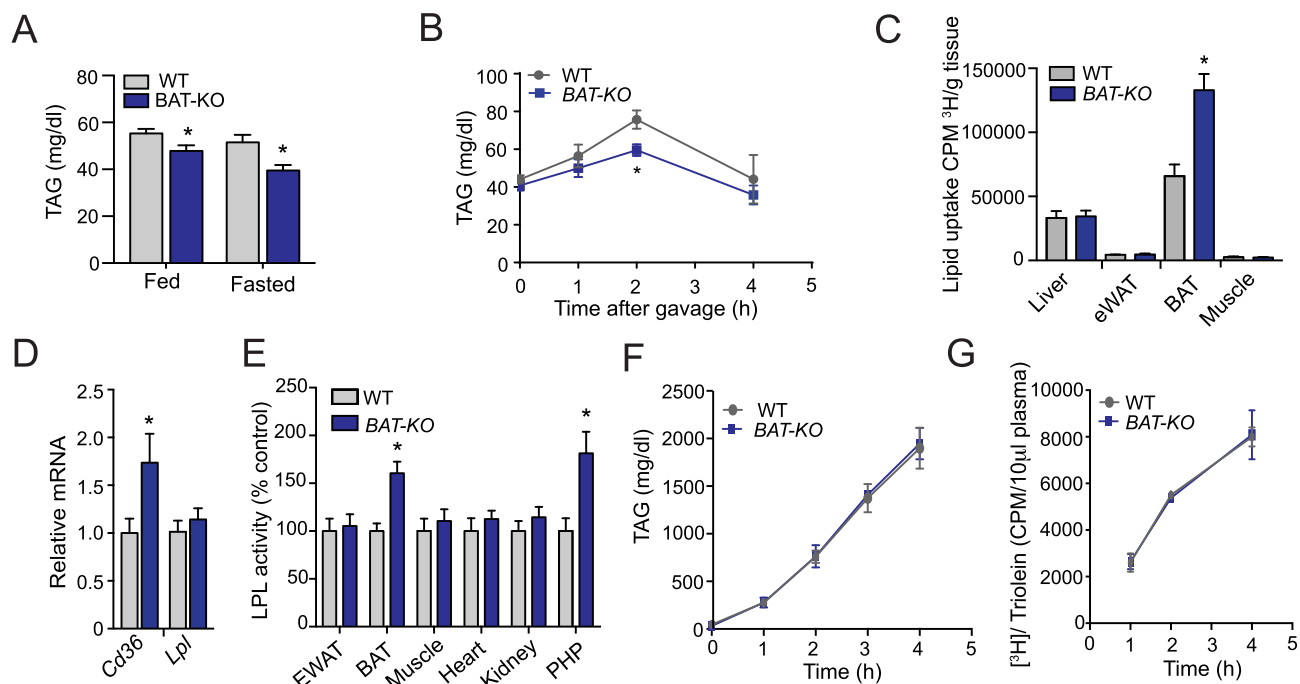 A
TAG (mg/dl)
80
60
40
20
0
WT
BAT-KO
*
*
Fed
Fasted
B
TAG (mg/dl)
100
80
60
40
20
0
WT
BAT-KO
*
0 1 2 3 4 5
Time after gavage (h)
C
Lipid uptake CPM ³H/g tissue
150000
100000
50000
0
WT
BAT-KO
*
Liver
eWAT
BAT
Muscle
D
Relative mRNA
2.5
2.0
1.5
1.0
0.5
0
*
Cd36
Lpl
E
LPL activity (% control)
250
200
150
100
50
0
WT
BAT-KO
*
*
EWAT
BAT
Muscle
Heart
Kidney
PHP
F
TAG (mg/dl)
2500
2000
1500
1000
500
0
WT
BAT-KO
0 1 2 3 4 5
Time (h)
G
[³H]/ Triolein (CPM/10µl plasma)
10000
8000
6000
4000
2000
0
WT
BAT-KO
0 1 2 3 4 5
Time (h)